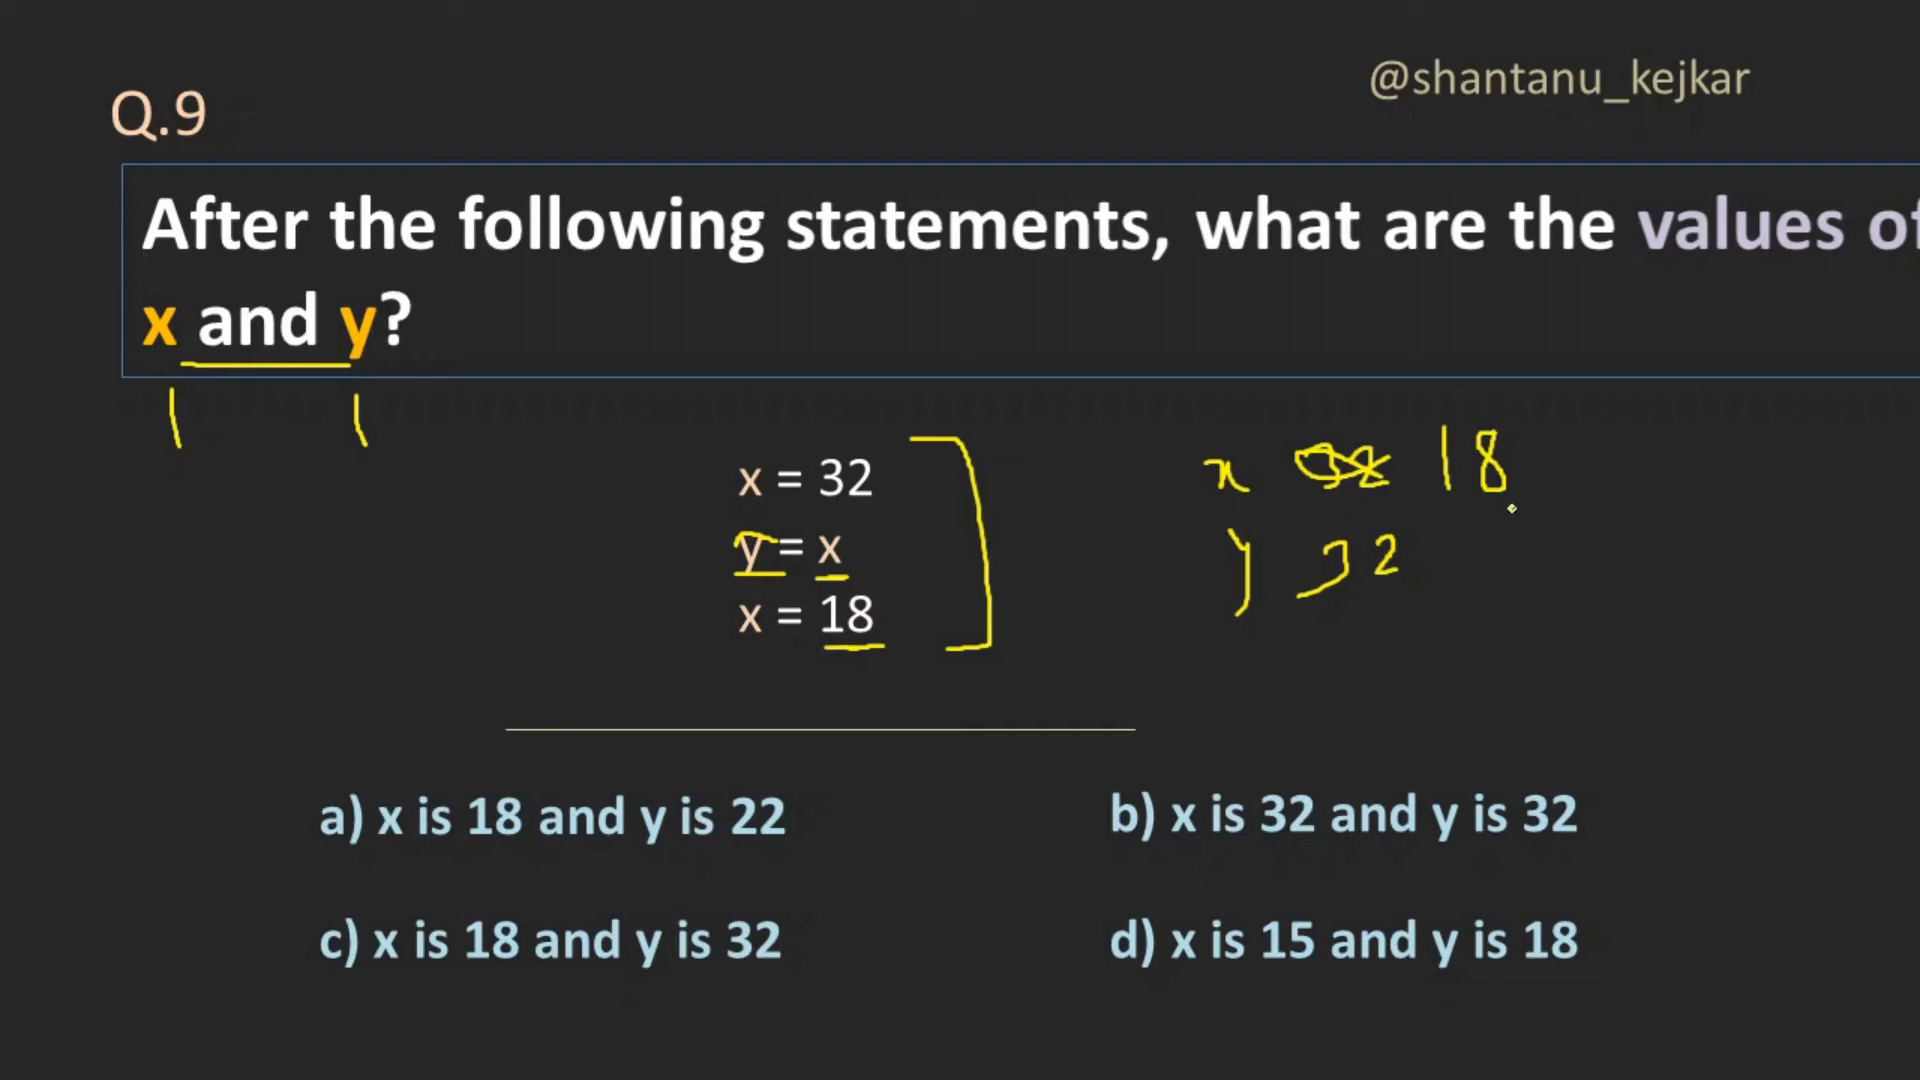 @shantanu_kejkar
Q.9
After the following statements, what are the values of
x and y?
x = 32
y = x
x = 18
x 32 18
y 32
a) x is 18 and y is 22
b) x is 32 and y is 32
c) x is 18 and y is 32
d) x is 15 and y is 18